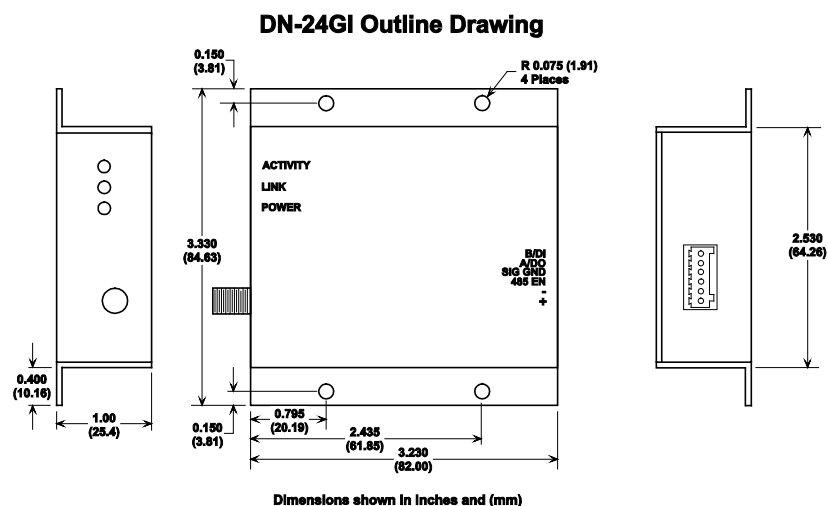 DN-24GI Outline Drawing
0.150
(3.81)
R 0.075 (1.91)
4 Places
ACTIVITY
LINK
POWER
3.330
(84.63)
B/DI
A/DO
SIG GND
485 EN
-
+
2.530
(64.26)
0.400
(10.16)
1.00
(25.4)
0.150
(3.81)
0.795
(20.19)
2.435
(61.85)
3.230
(82.00)
Dimensions shown in inches and (mm)